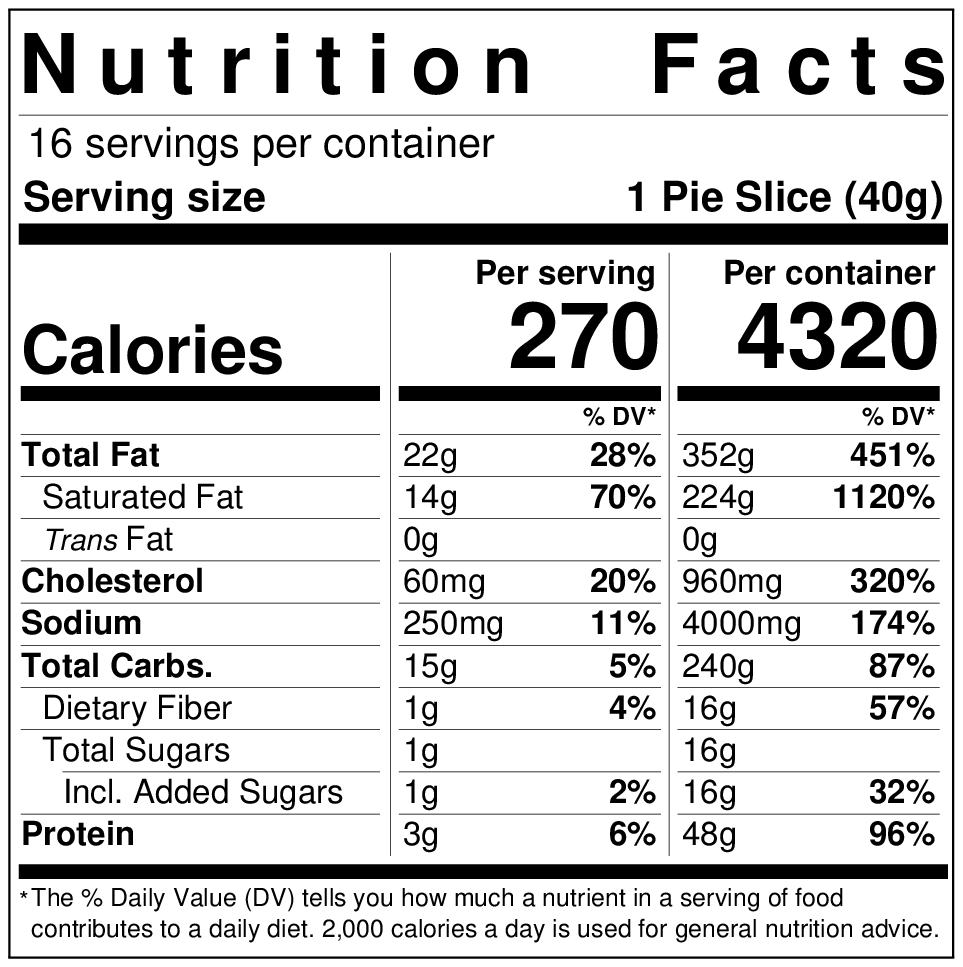 Nutrition Facts
16 servings per container
Serving size 1 Pie Slice (40g)
Per serving Per container
Calories 270 4320
% DV* % DV*
Total Fat 22g 28% 352g 451%
Saturated Fat 14g 70% 224g 1120%
Trans Fat 0g 0g
Cholesterol 60mg 20% 960mg 320%
Sodium 250mg 11% 4000mg 174%
Total Carbs. 15g 5% 240g 87%
Dietary Fiber 1g 4% 16g 57%
Total Sugars 1g 16g
Incl. Added Sugars 1g 2% 16g 32%
Protein 3g 6% 48g 96%
*The % Daily Value (DV) tells you how much a nutrient in a serving of food
contributes to a daily diet. 2,000 calories a day is used for general nutrition advice.